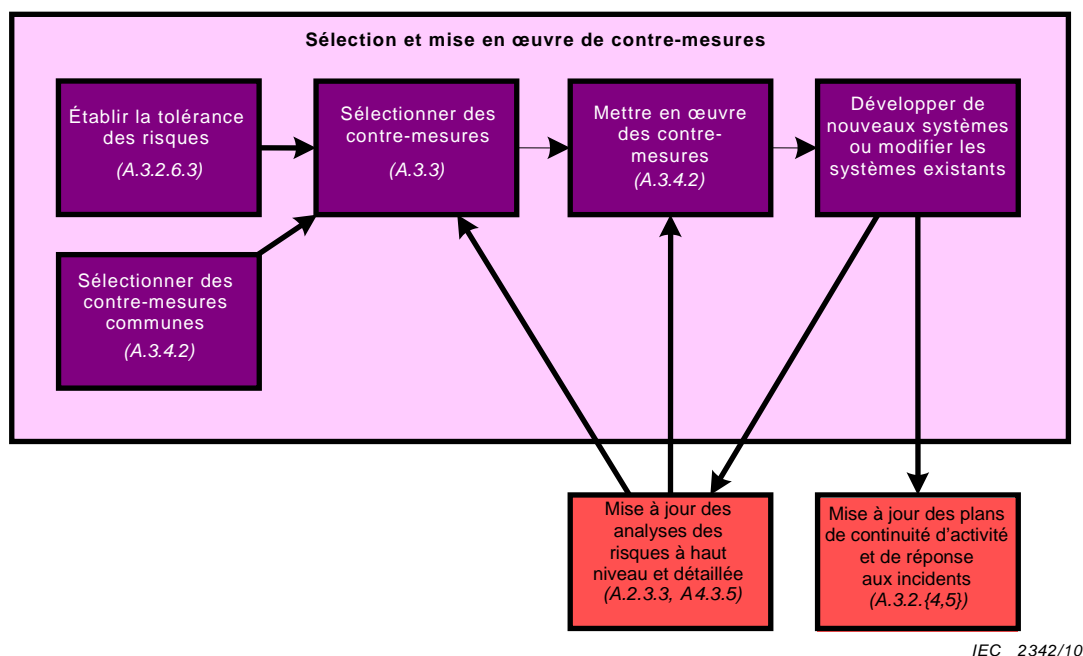 Sélection et mise en œuvre de contre-mesures
Établir la tolérance
des risques
(A.3.2.6.3)
Sélectionner des
contre-mesures
(A.3.3)
Mettre en œuvre
des contre-
mesures
(A.3.4.2)
Développer de
nouveaux systèmes
ou modifier les
systèmes existants
Sélectionner des
contre-mesures
communes
(A.3.4.2)
Mise à jour des
analyses des
risques à haut
niveau et détaillée
(A.2.3.3, A4.3.5)
Mise à jour des plans
de continuité d’activité
et de réponse
aux incidents
(A.3.2.{4,5})
IEC 2342/10